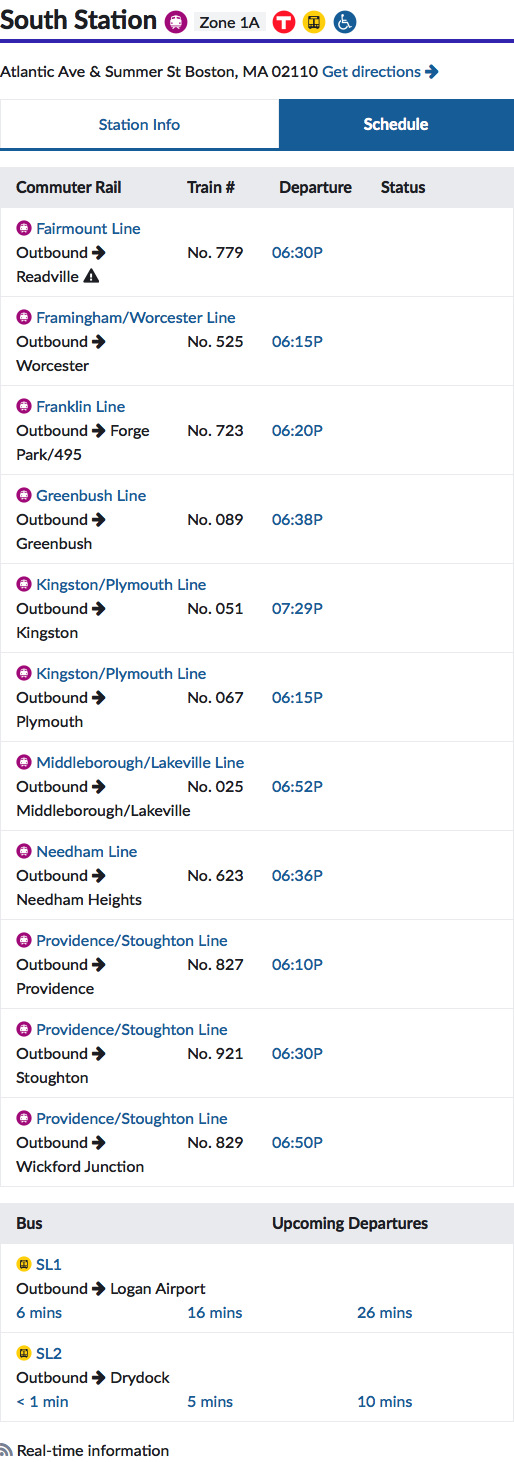 South Station Zone 1A T
Atlantic Ave & Summer St Boston, MA 02110 Get directions
Station Info Schedule
Commuter Rail Train # Departure Status
Fairmount Line
Outbound No. 779 06:30P
Readville
Framingham/Worcester Line
Outbound No. 525 06:15P
Worcester
Franklin Line
Outbound → Forge No. 723 06:20P
Park/495
Greenbush Line
Outbound No. 089 06:38P
Greenbush
Kingston/Plymouth Line
Outbound No. 051 07:29P
Kingston
Kingston/Plymouth Line
Outbound No. 067 06:15P
Plymouth
Middleborough/Lakeville Line
Outbound No. 025 06:52P
Middleborough/Lakeville
Needham Line
Outbound No. 623 06:36P
Needham Heights
Providence/Stoughton Line
Outbound No. 827 06:10P
Providence
Providence/Stoughton Line
Outbound No. 921 06:30P
Stoughton
Providence/Stoughton Line
Outbound No. 829 06:50P
Wickford Junction
Bus Upcoming Departures
SL1
Outbound → Logan Airport
6 mins 16 mins 26 mins
SL2
Outbound → Drydock
< 1 min 5 mins 10 mins
Real-time information